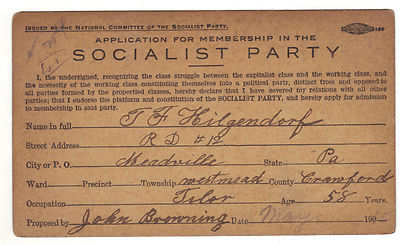 ISSUED BY THE NATIONAL COMMITTEE OF THE SOCIALIST PARTY.
APPLICATION FOR MEMBERSHIP IN THE
SOCIALIST PARTY
I, the undersigned, recognizing the class struggle between the capitalist class and the working class, and
the necessity of the working class constituting themselves into a political party, distinct from and opposed to
all parties formed by the propertied classes, hereby declare that I have severed my relations with all other
parties; that I endorse the platform and constitution of the SOCIALIST PARTY, and hereby apply for admission
to membership in said party.
Name in full T. F. Hilgendorf
Street Address R D #12
City or P. O. Meadville State Pa
Ward Precinct Township westmead County Crawford
Occupation Tilor Age 58 Years.
Proposed by John Browning Date May 190